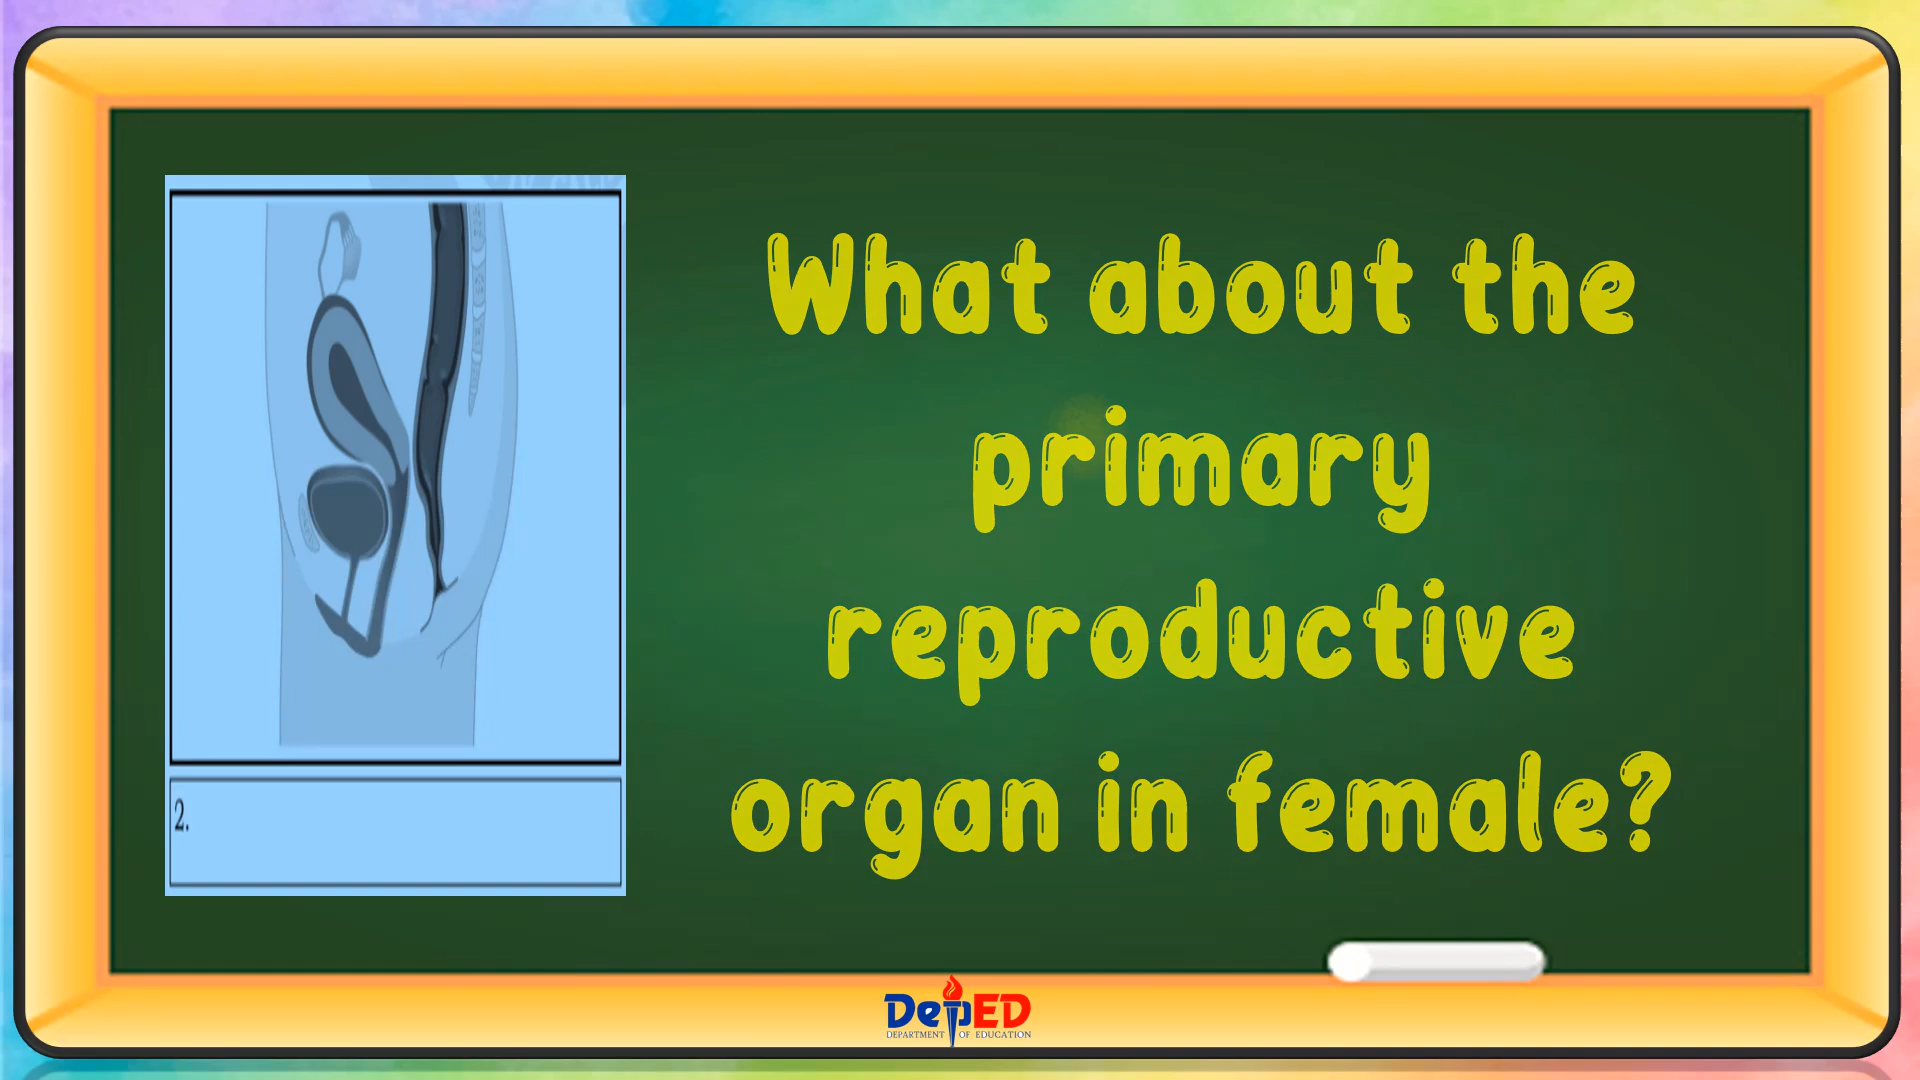 What about the
primary
reproductive
organ in female?
2.
DepED
DEPARTMENT OF EDUCATION